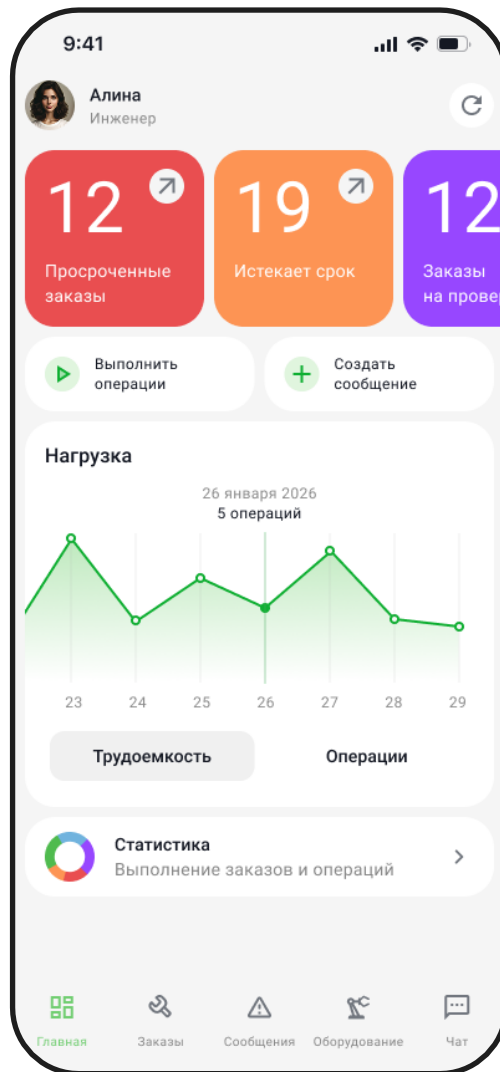 9:41
Алина
Инженер
12
Просроченные
заказы
19
Истекает срок
12
Заказы
на прове
Выполнить
операции
Создать
сообщение
Нагрузка
26 января 2026
5 операций
23 24 25 26 27 28 29
Трудоемкость Операции
Статистика
Выполнение заказов и операций
Главная Заказы Сообщения Оборудование Чат